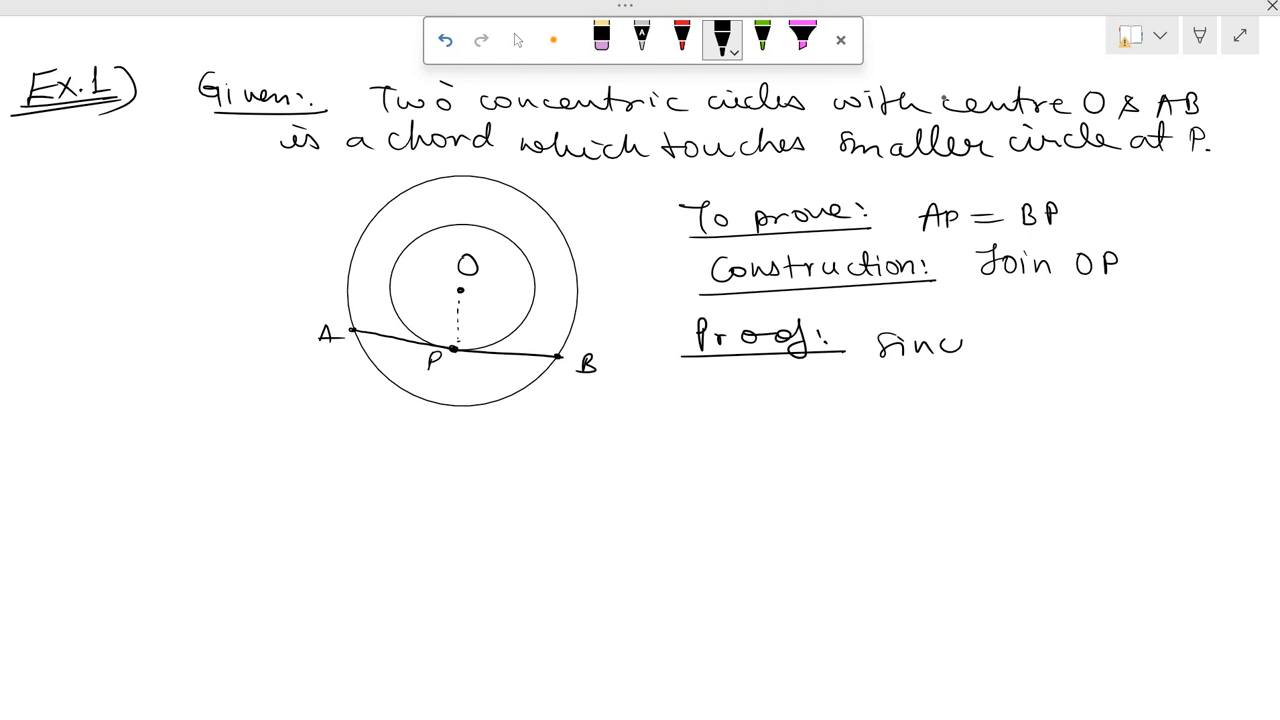 Ex.1) Given:. Two concentric circles with centre O & AB
is a chord which touches smaller circle at P.
O
A
P
B
To prove: AP = BP
Construction: Join OP
Proof: Sinc